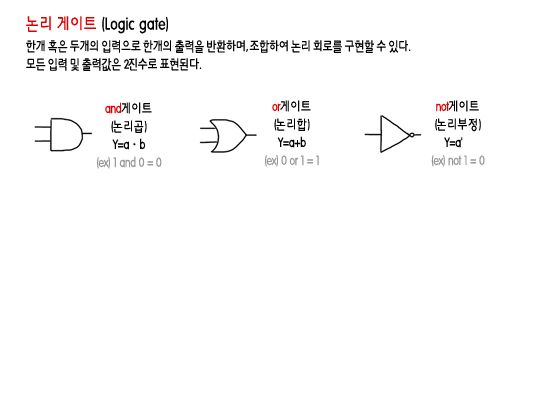 논리 게이트 (Logic gate)
한개 혹은 두개의 입력으로 한개의 출력을 반환하며, 조합하여 논리 회로를 구현할 수 있다.
모든 입력 및 출력값은 2진수로 표현된다.
and게이트
(논리곱)
Y=a · b
(ex) 1 and 0 = 0
or게이트
(논리합)
Y=a+b
(ex) 0 or 1 = 1
not게이트
(논리부정)
Y=a'
(ex) not 1 = 0